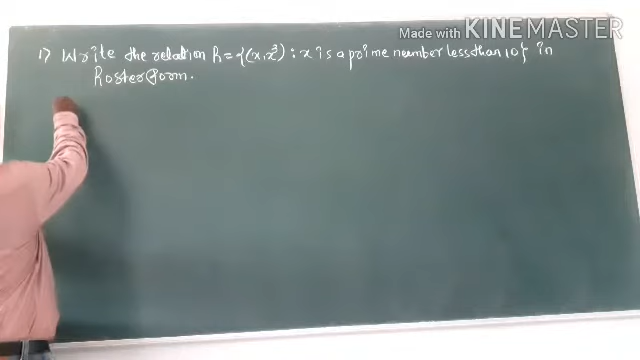 Made with KINEMASTER
1) Write the relation R = {(x, x³) : x is a prime number less than 10} in
Roster form.